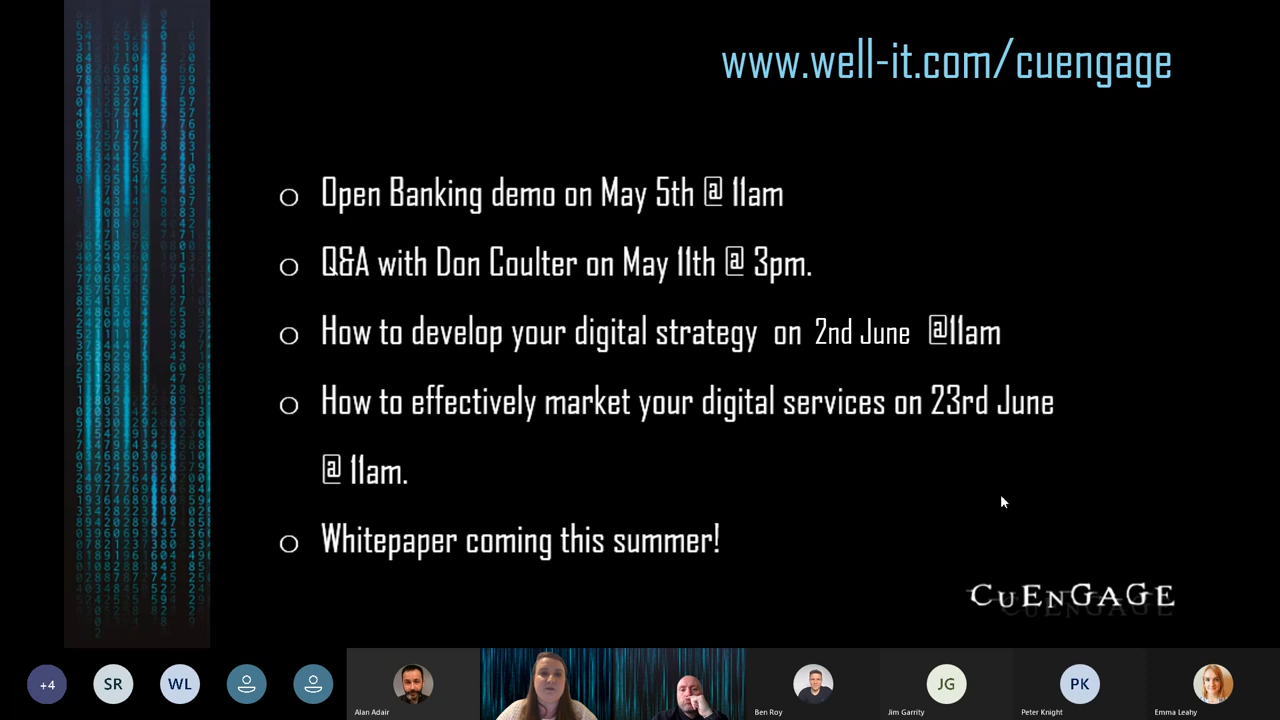 www.well-it.com/cuengage
Open Banking demo on May 5th @ 11am
Q&A with Don Coulter on May 11th @ 3pm.
How to develop your digital strategy on 2nd June @11am
How to effectively market your digital services on 23rd June
@ 11am.
Whitepaper coming this summer!
CUENGAGE
+4
SR
WL
Alan Adair
Ben Roy
JG
Jim Garrity
PK
Peter Knight
Emma Leahy